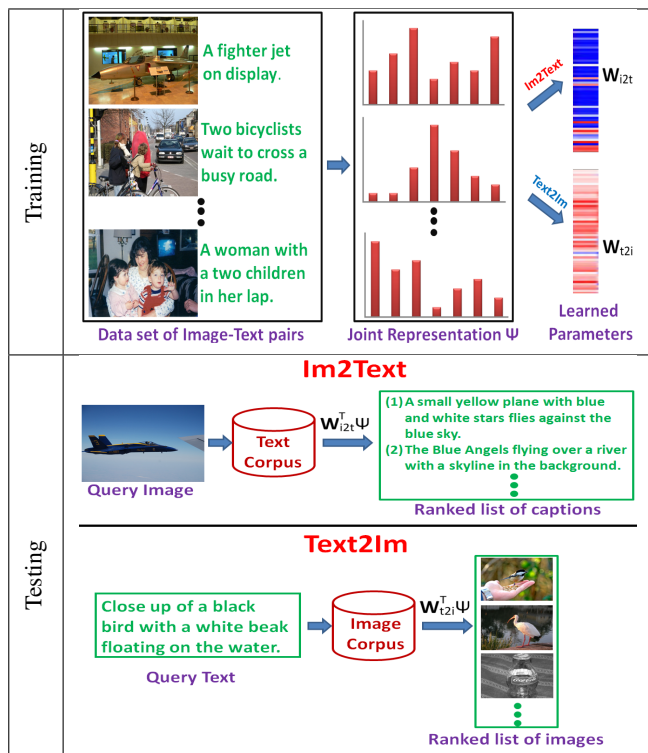 Training
A fighter jet
on display.
Two bicyclists
wait to cross a
busy road.
A woman with
a two children
in her lap.
Data set of Image-Text pairs
Joint Representation Ψ
Im2Text
Text2Im
W_i2t
W_t2i
Learned
Parameters
Testing
Im2Text
Query Image
Text
Corpus
W^T_i2t Ψ
(1) A small yellow plane with blue
and white stars flies against the
blue sky.
(2) The Blue Angels flying over a river
with a skyline in the background.
Ranked list of captions
Text2Im
Close up of a black
bird with a white beak
floating on the water.
Query Text
Image
Corpus
W^T_t2i Ψ
Ranked list of images